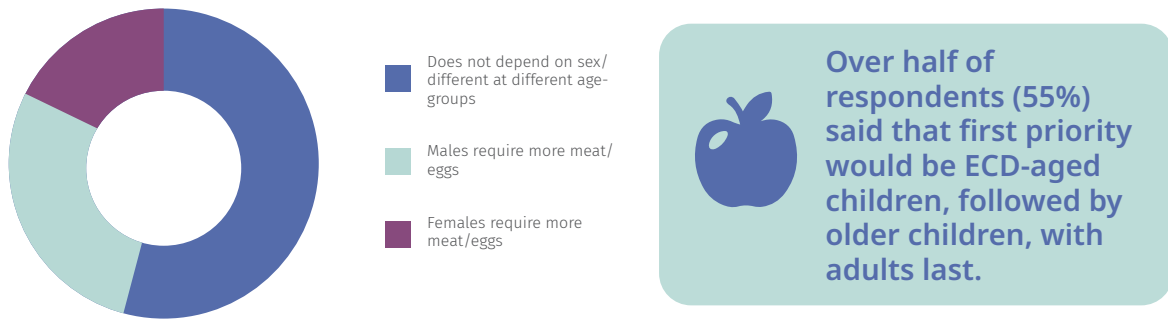 Does not depend on sex/
different at different age-
groups
Males require more meat/
eggs
Females require more
meat/eggs
Over half of
respondents (55%)
said that first priority
would be ECD-aged
children, followed by
older children, with
adults last.